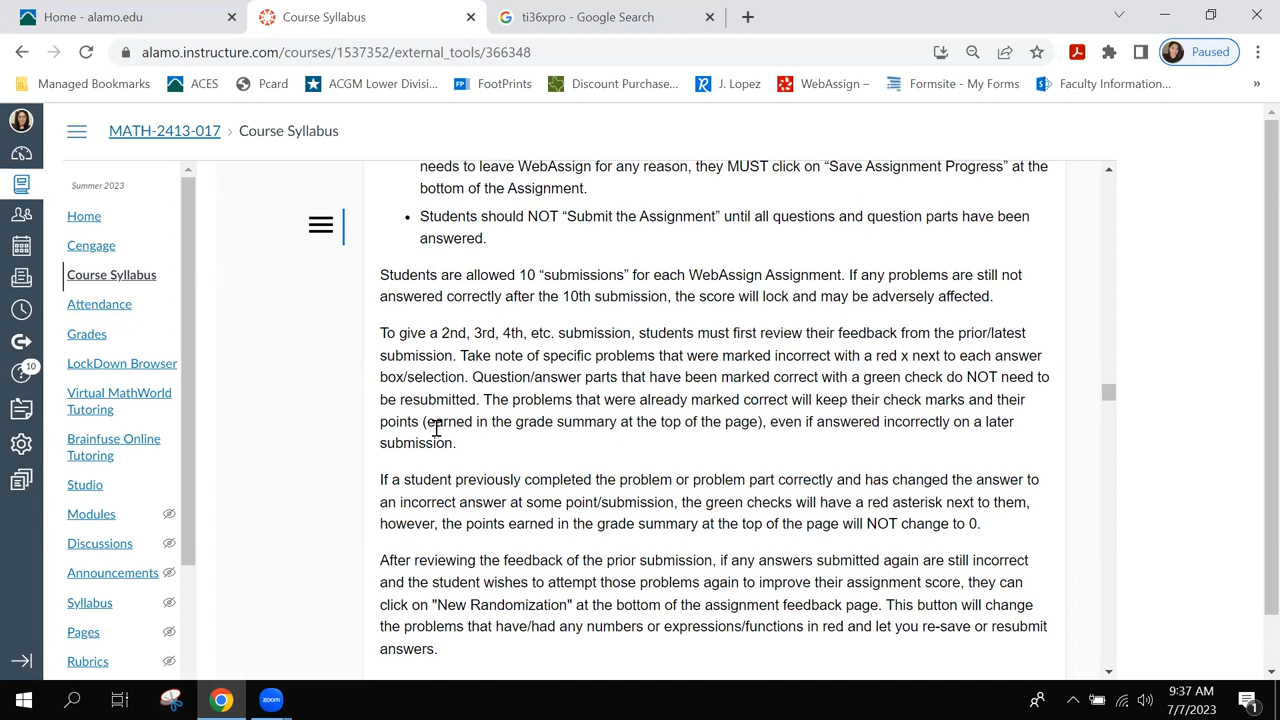 Home - alamo.edu
Course Syllabus
ti36xpro - Google Search
alamo.instructure.com/courses/1537352/external_tools/366348
Paused
Managed Bookmarks
ACES
Pcard
ACGM Lower Divisi...
FootPrints
Discount Purchase...
J. Lopez
WebAssign –
Formsite - My Forms
Faculty Information...
»
MATH-2413-017 › Course Syllabus
Summer 2023
Home
Cengage
Course Syllabus
Attendance
Grades
LockDown Browser
Virtual MathWorld
Tutoring
Brainfuse Online
Tutoring
Studio
Modules
Discussions
Announcements
Syllabus
Pages
Rubrics
10
needs to leave WebAssign for any reason, they MUST click on “Save Assignment Progress” at the
bottom of the Assignment.
• Students should NOT “Submit the Assignment” until all questions and question parts have been
answered.
Students are allowed 10 “submissions” for each WebAssign Assignment. If any problems are still not
answered correctly after the 10th submission, the score will lock and may be adversely affected.
To give a 2nd, 3rd, 4th, etc. submission, students must first review their feedback from the prior/latest
submission. Take note of specific problems that were marked incorrect with a red x next to each answer
box/selection. Question/answer parts that have been marked correct with a green check do NOT need to
be resubmitted. The problems that were already marked correct will keep their check marks and their
points (earned in the grade summary at the top of the page), even if answered incorrectly on a later
submission.
If a student previously completed the problem or problem part correctly and has changed the answer to
an incorrect answer at some point/submission, the green checks will have a red asterisk next to them,
however, the points earned in the grade summary at the top of the page will NOT change to 0.
After reviewing the feedback of the prior submission, if any answers submitted again are still incorrect
and the student wishes to attempt those problems again to improve their assignment score, they can
click on "New Randomization" at the bottom of the assignment feedback page. This button will change
the problems that have/had any numbers or expressions/functions in red and let you re-save or resubmit
answers.
zoom
9:37 AM
7/7/2023
1